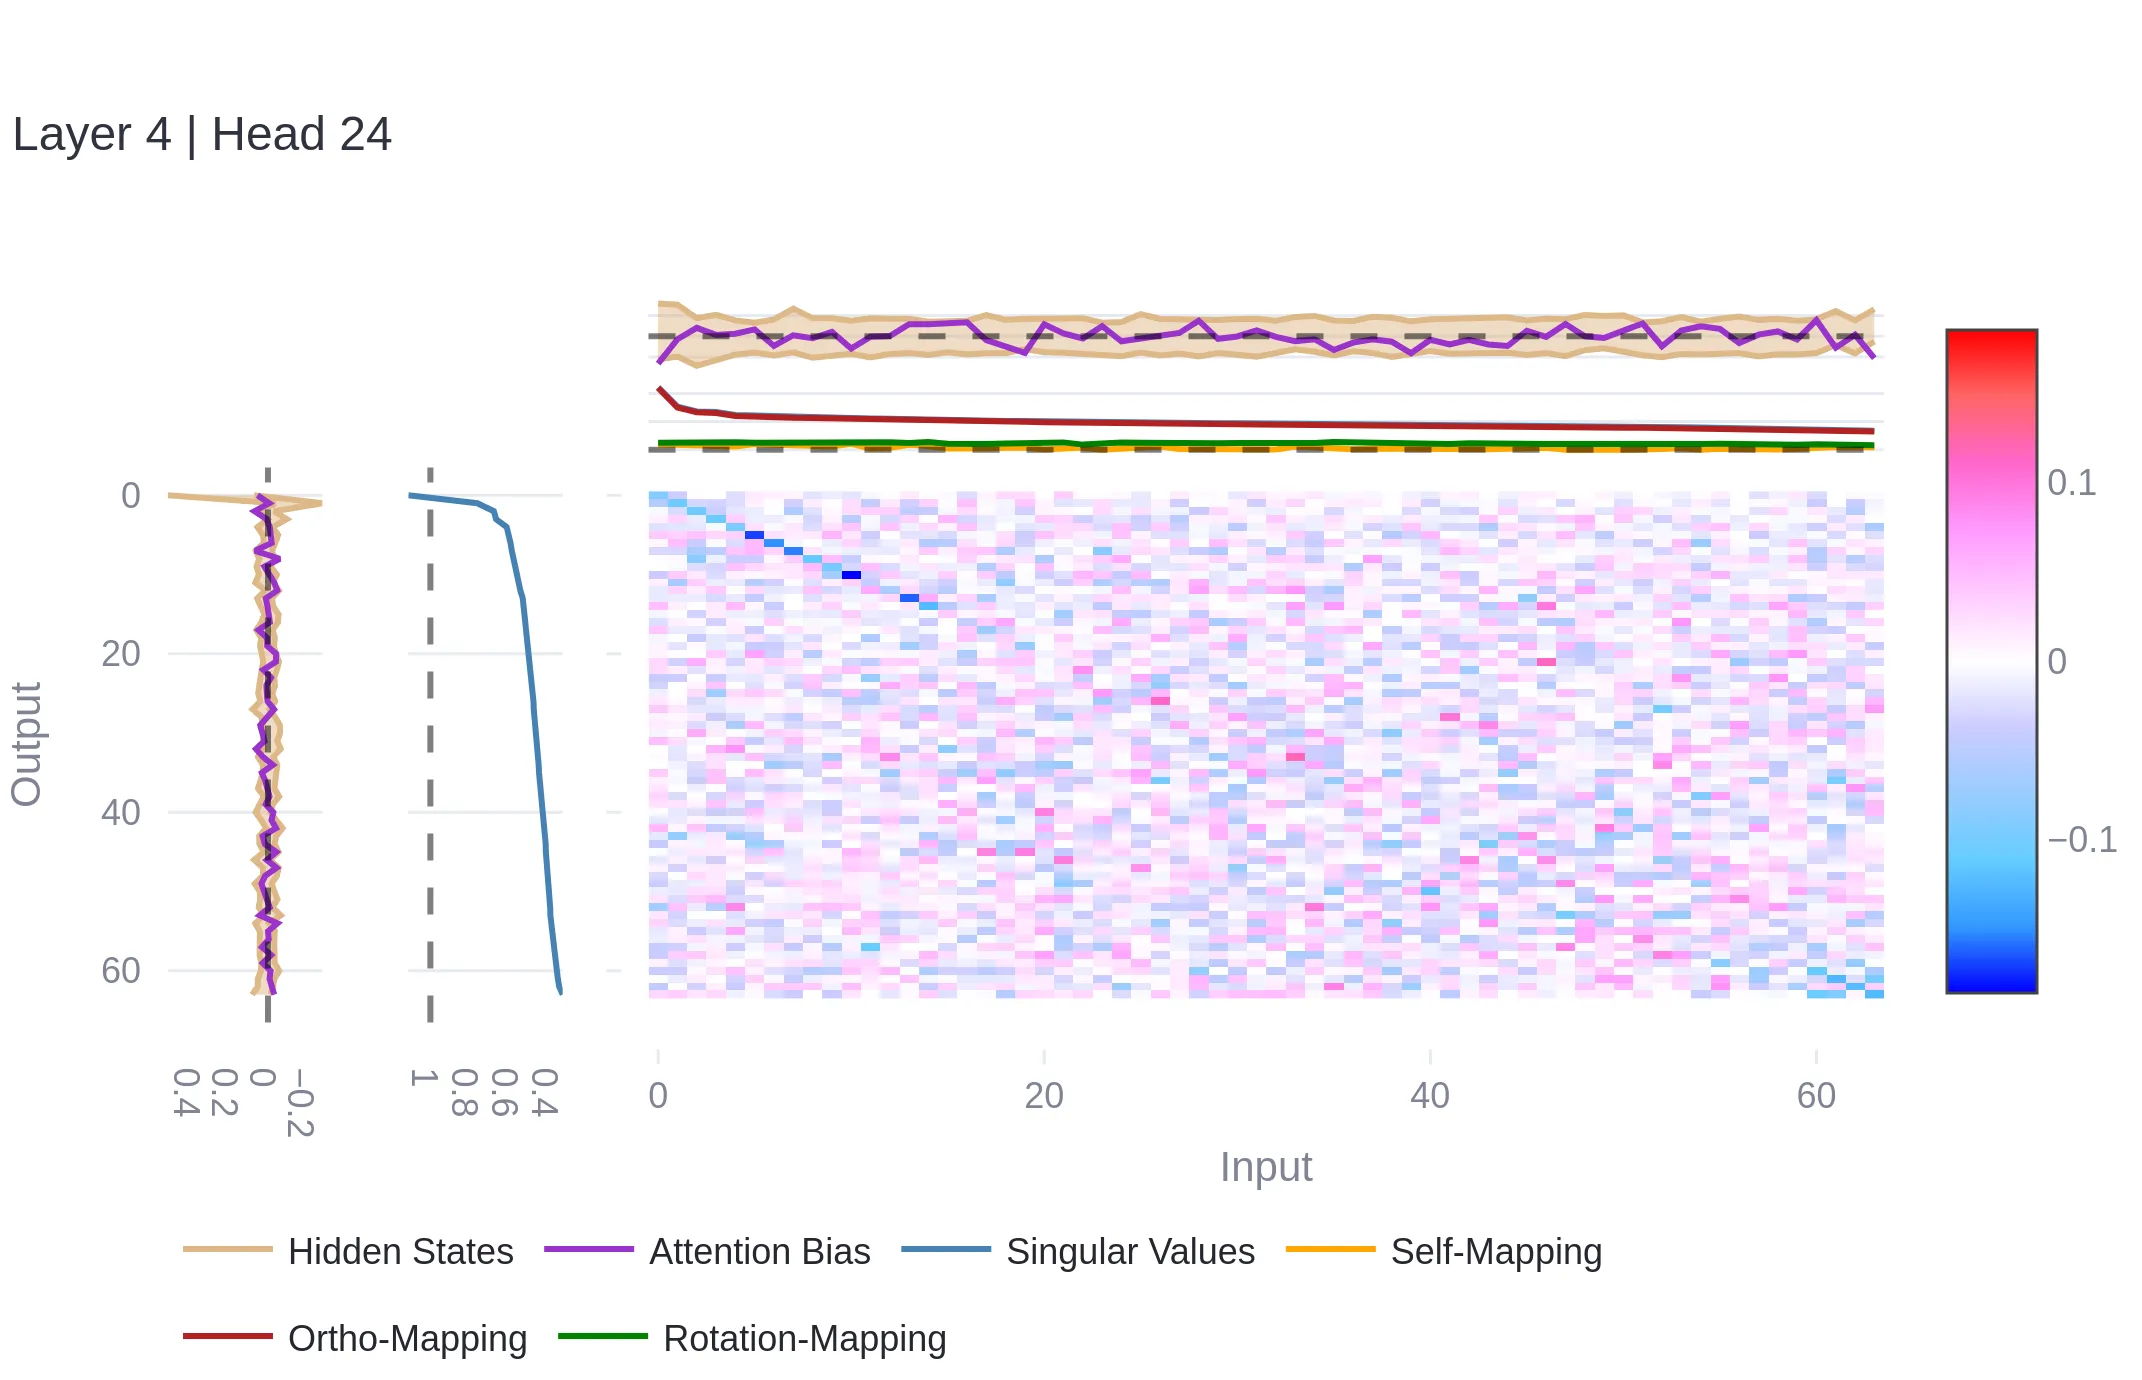 Layer 4 | Head 24
0
20
40
60
Output
0.4
0.2
0
−0.2
1
0.8
0.6
0.4
0
20
40
60
Input
0.1
0
−0.1
Hidden States
Attention Bias
Singular Values
Self-Mapping
Ortho-Mapping
Rotation-Mapping